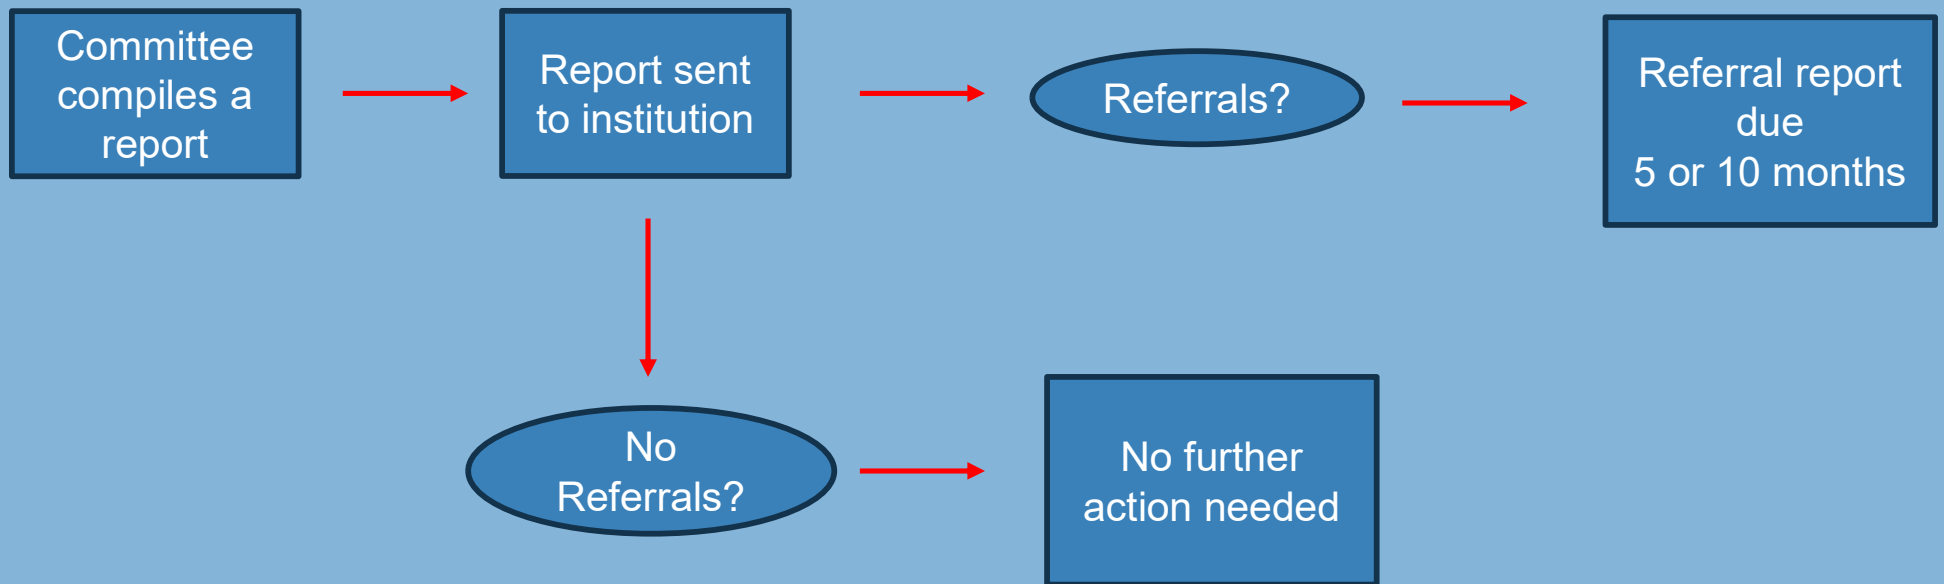 Committee
compiles a
report
Report sent
to institution
Referrals?
Referral report
due
5 or 10 months
No
Referrals?
No further
action needed